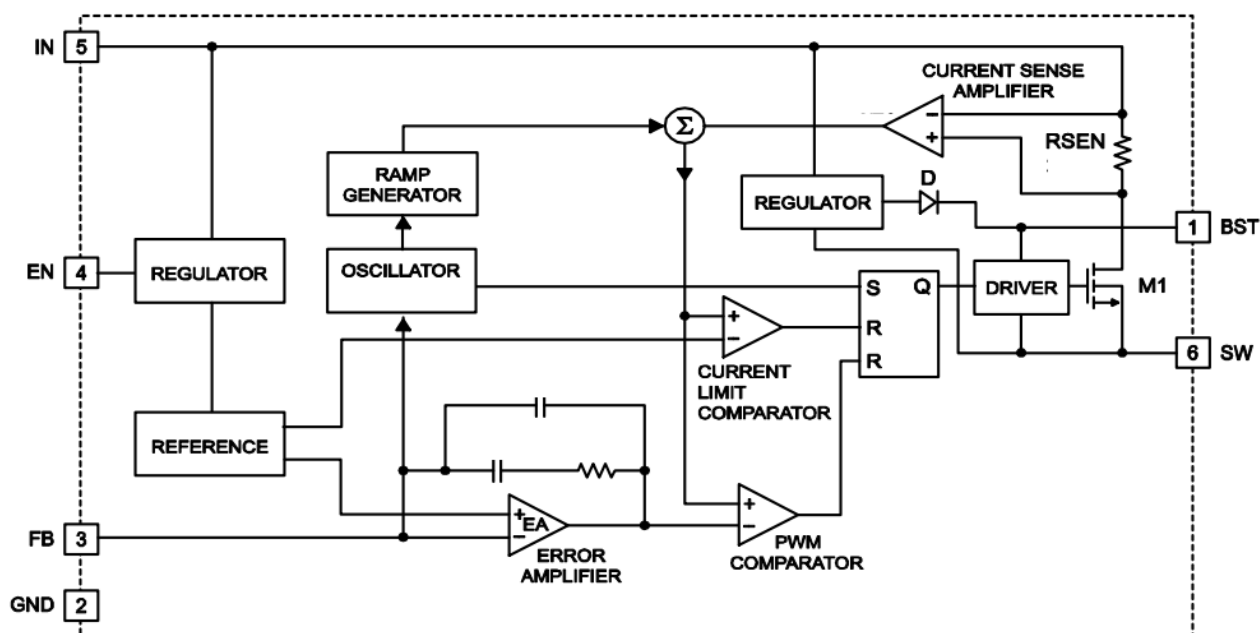 IN 5
CURRENT SENSE
AMPLIFIER
Σ
−
+
RSEN
RAMP
GENERATOR
D
REGULATOR
1 BST
EN 4
REGULATOR
OSCILLATOR
S Q
DRIVER
M1
+
−
R
R
6 SW
CURRENT
LIMIT
COMPARATOR
REFERENCE
+
EA
−
+
−
FB 3
ERROR
AMPLIFIER
PWM
COMPARATOR
GND 2